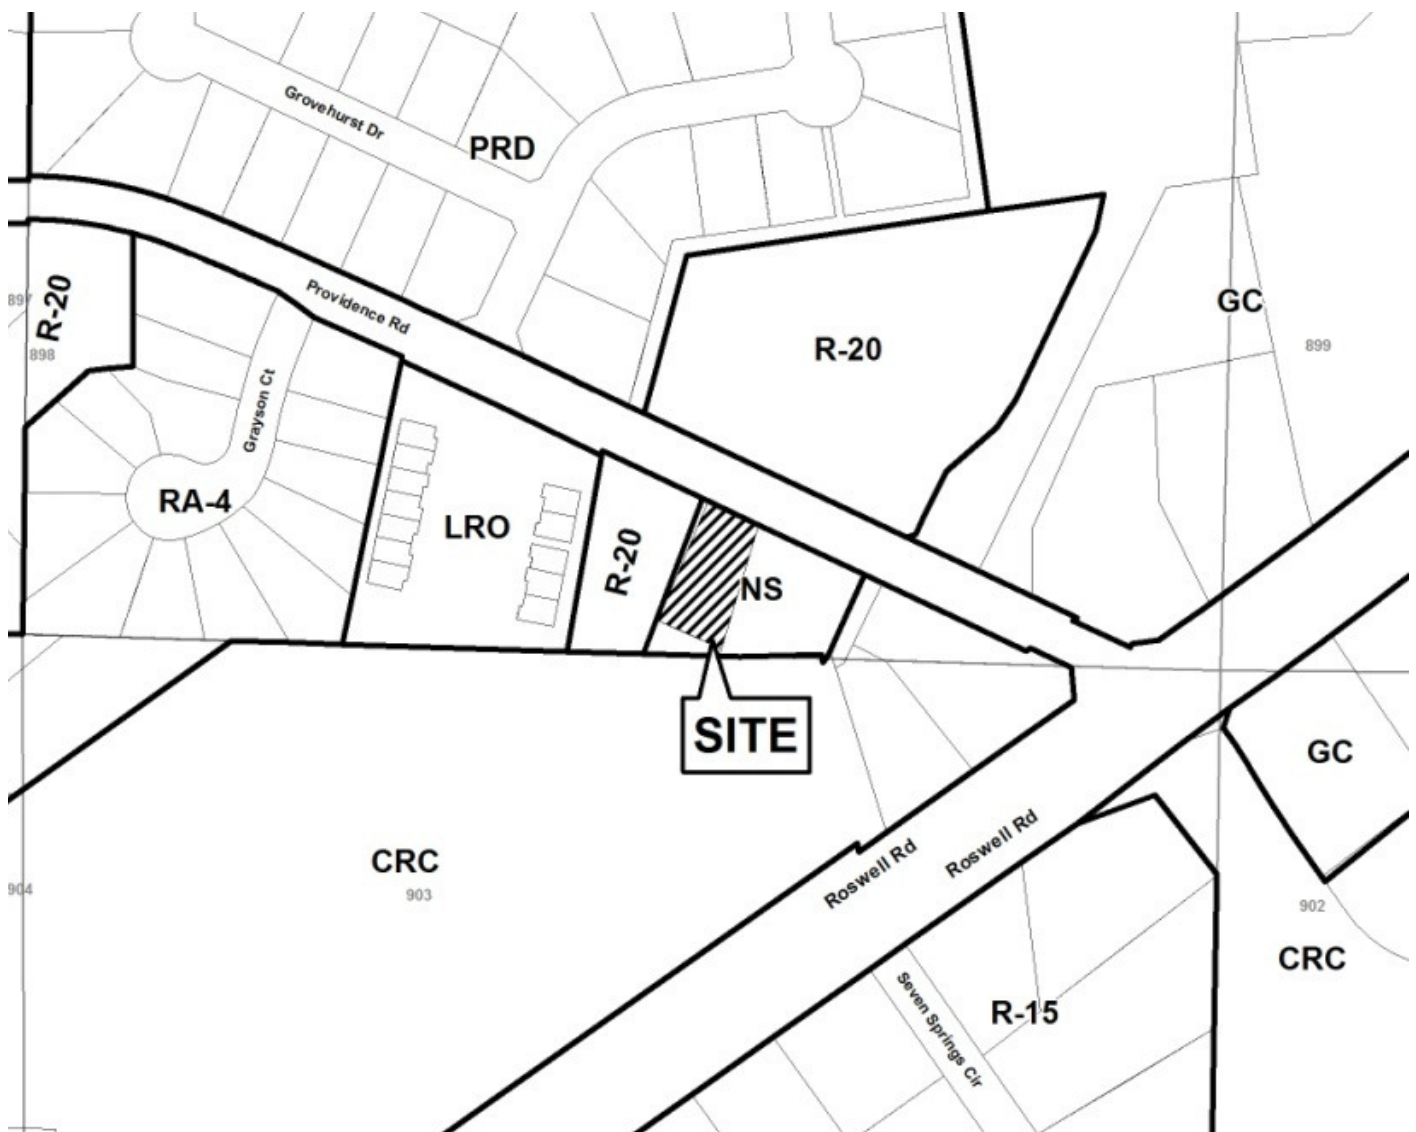 Grovehurst Dr
PRD
Providence Rd
R-20
897
898
GC
899
R-20
Grayson Ct
RA-4
LRO
R-20
NS
SITE
GC
CRC
903
904
Roswell Rd
Roswell Rd
902
CRC
R-15
Seven Springs Cir